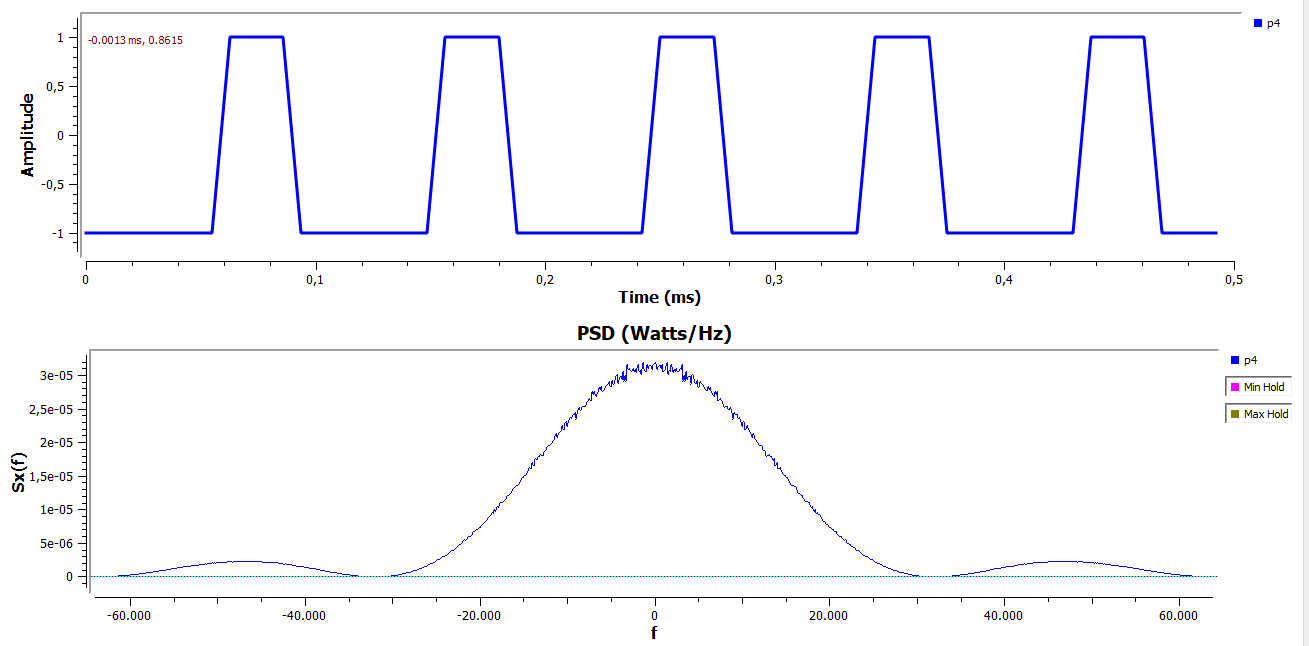 p4
1
-0.0013 ms, 0.8615
0,5
0
-0,5
-1
Amplitude
0 0,1 0,2 0,3 0,4 0,5
Time (ms)
PSD (Watts/Hz)
p4
Min Hold
Max Hold
3e-05
2,5e-05
2e-05
1,5e-05
1e-05
5e-06
0
Sx(f)
-60.000 -40.000 -20.000 0 20.000 40.000 60.000
f